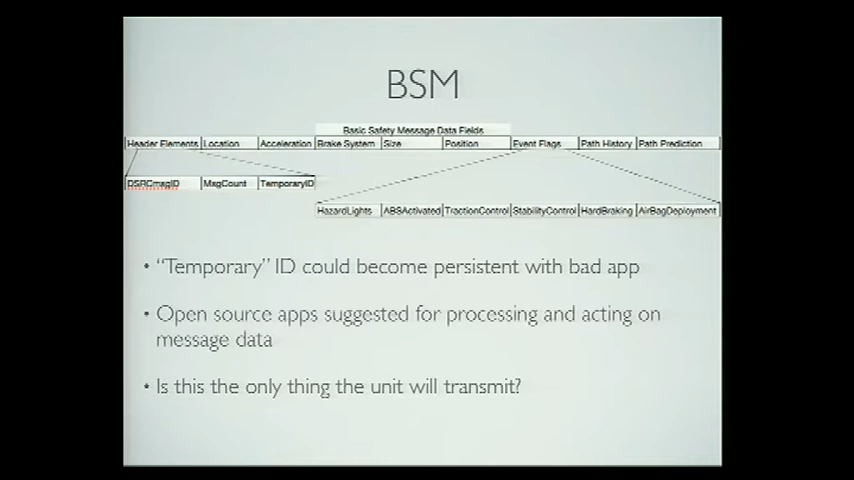 BSM
Basic Safety Message Data Fields
Header Elements Location Acceleration Brake System Size Position Event Flags Path History Path Prediction
DSRCmsgID MsgCount TemporaryID
HazardLights ABSActivated TractionControl StabilityControl HardBraking AirBagDeployment
• “Temporary” ID could become persistent with bad app
• Open source apps suggested for processing and acting on
message data
• Is this the only thing the unit will transmit?